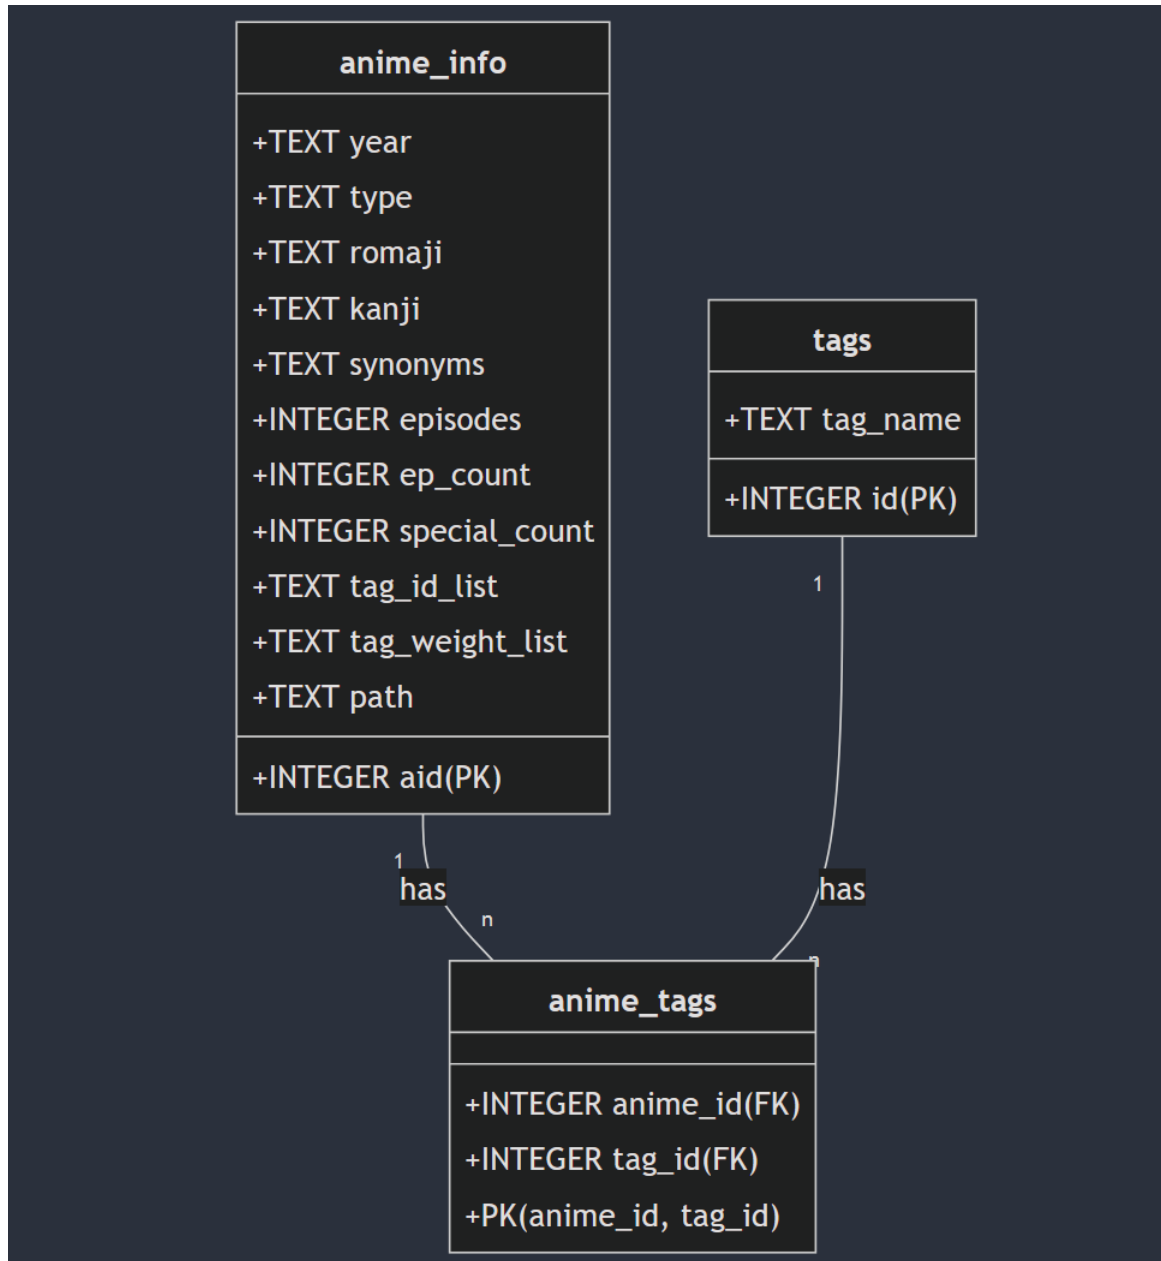 anime_info
+TEXT year
+TEXT type
+TEXT romaji
+TEXT kanji
+TEXT synonyms
+INTEGER episodes
+INTEGER ep_count
+INTEGER special_count
+TEXT tag_id_list
+TEXT tag_weight_list
+TEXT path
+INTEGER aid(PK)
tags
+TEXT tag_name
+INTEGER id(PK)
1
1
has
n
has
n
anime_tags
+INTEGER anime_id(FK)
+INTEGER tag_id(FK)
+PK(anime_id, tag_id)